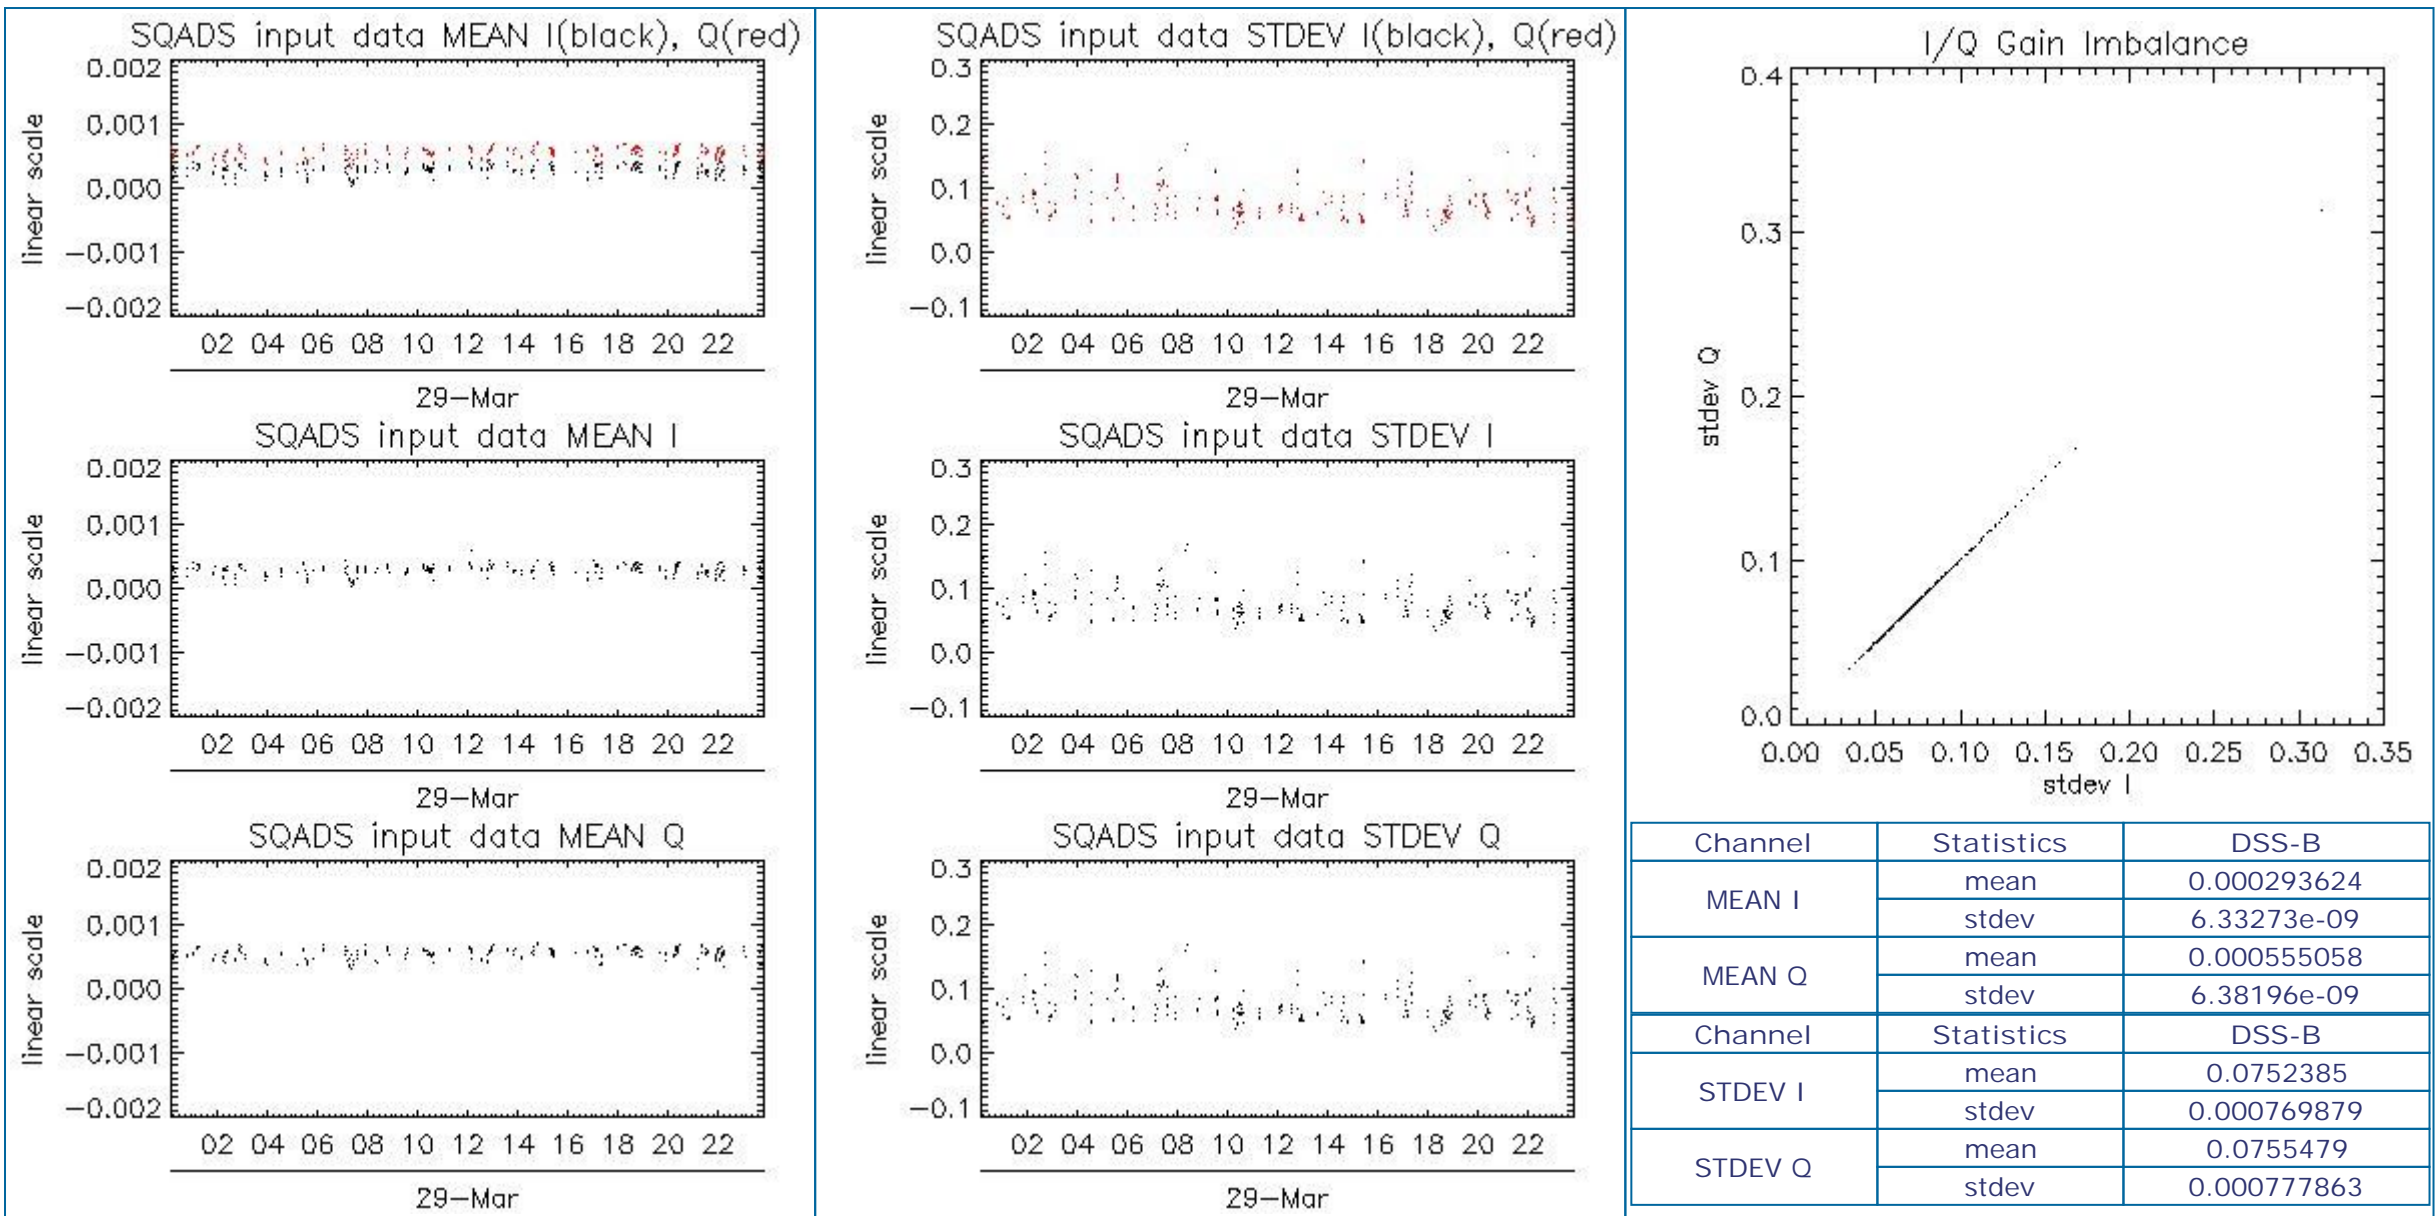 SQADS input data MEAN I(black), Q(red)
linear scale
0.002
0.001
0.000
−0.001
−0.002
02 04 06 08 10 12 14 16 18 20 22
29−Mar
SQADS input data MEAN I
linear scale
0.002
0.001
0.000
−0.001
−0.002
02 04 06 08 10 12 14 16 18 20 22
29−Mar
SQADS input data MEAN Q
linear scale
0.002
0.001
0.000
−0.001
−0.002
02 04 06 08 10 12 14 16 18 20 22
29−Mar
SQADS input data STDEV I(black), Q(red)
linear scale
0.3
0.2
0.1
0.0
−0.1
02 04 06 08 10 12 14 16 18 20 22
29−Mar
SQADS input data STDEV I
linear scale
0.3
0.2
0.1
0.0
−0.1
02 04 06 08 10 12 14 16 18 20 22
29−Mar
SQADS input data STDEV Q
linear scale
0.3
0.2
0.1
0.0
−0.1
02 04 06 08 10 12 14 16 18 20 22
29−Mar
I/Q Gain Imbalance
stdev Q
0.4
0.3
0.2
0.1
0.0
0.00 0.05 0.10 0.15 0.20 0.25 0.30 0.35
stdev I
Channel Statistics DSS-B
MEAN I mean 0.000293624
stdev 6.33273e-09
MEAN Q mean 0.000555058
stdev 6.38196e-09
Channel Statistics DSS-B
STDEV I mean 0.0752385
stdev 0.000769879
STDEV Q mean 0.0755479
stdev 0.000777863